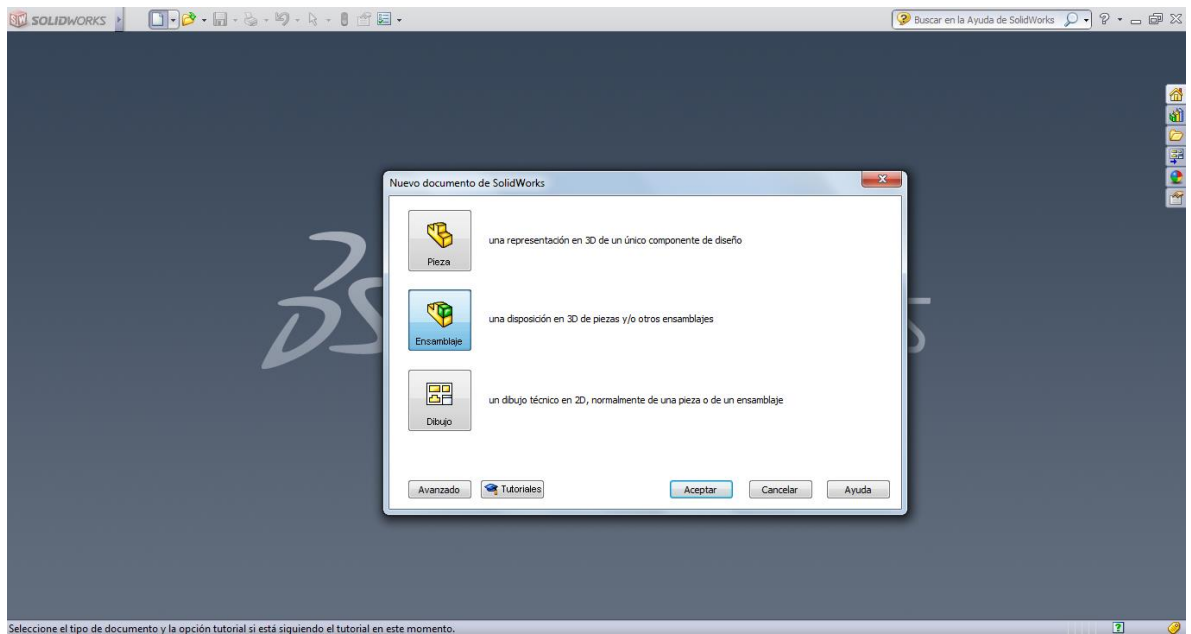 SOLIDWORKS
Buscar en la Ayuda de SolidWorks
Nuevo documento de SolidWorks
Pieza
una representación en 3D de un único componente de diseño
Ensamblaje
una disposición en 3D de piezas y/o otros ensamblajes
Dibujo
un dibujo técnico en 2D, normalmente de una pieza o de un ensamblaje
Avanzado
Tutoriales
Aceptar
Cancelar
Ayuda
Seleccione el tipo de documento y la opción tutorial si está siguiendo el tutorial en este momento.